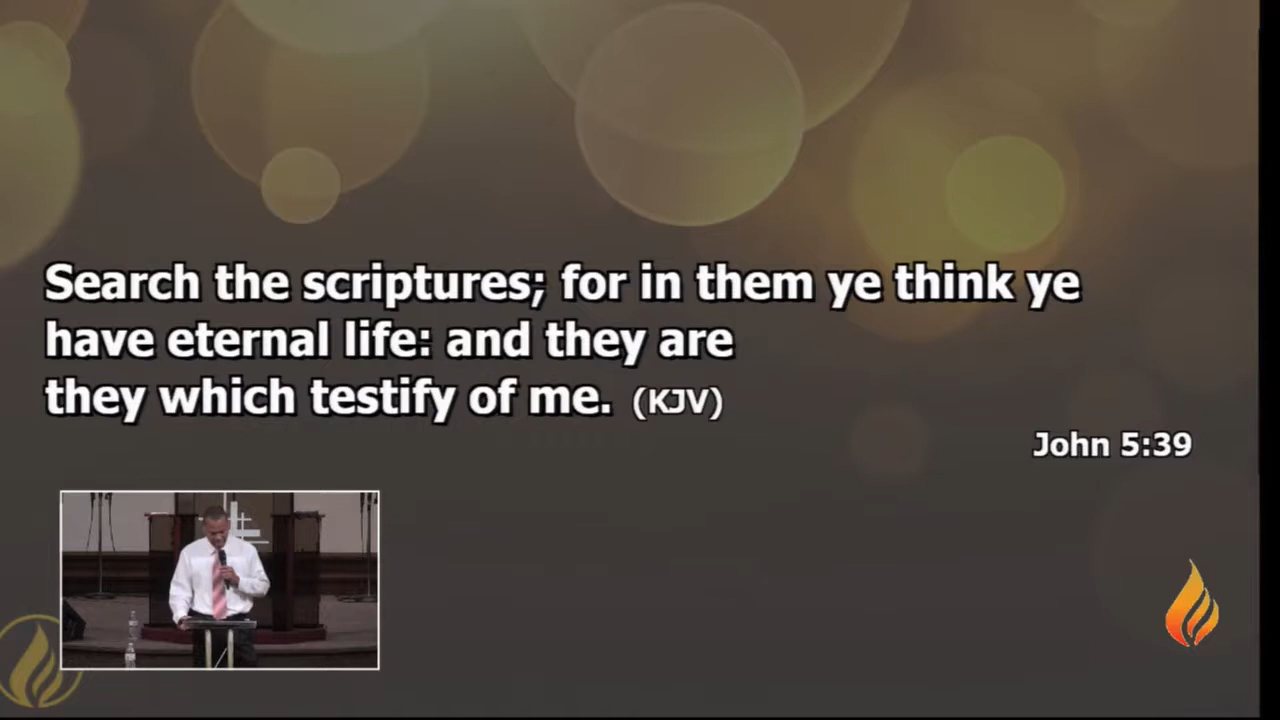 Search the scriptures; for in them ye think ye
have eternal life: and they are
they which testify of me. (KJV)
John 5:39